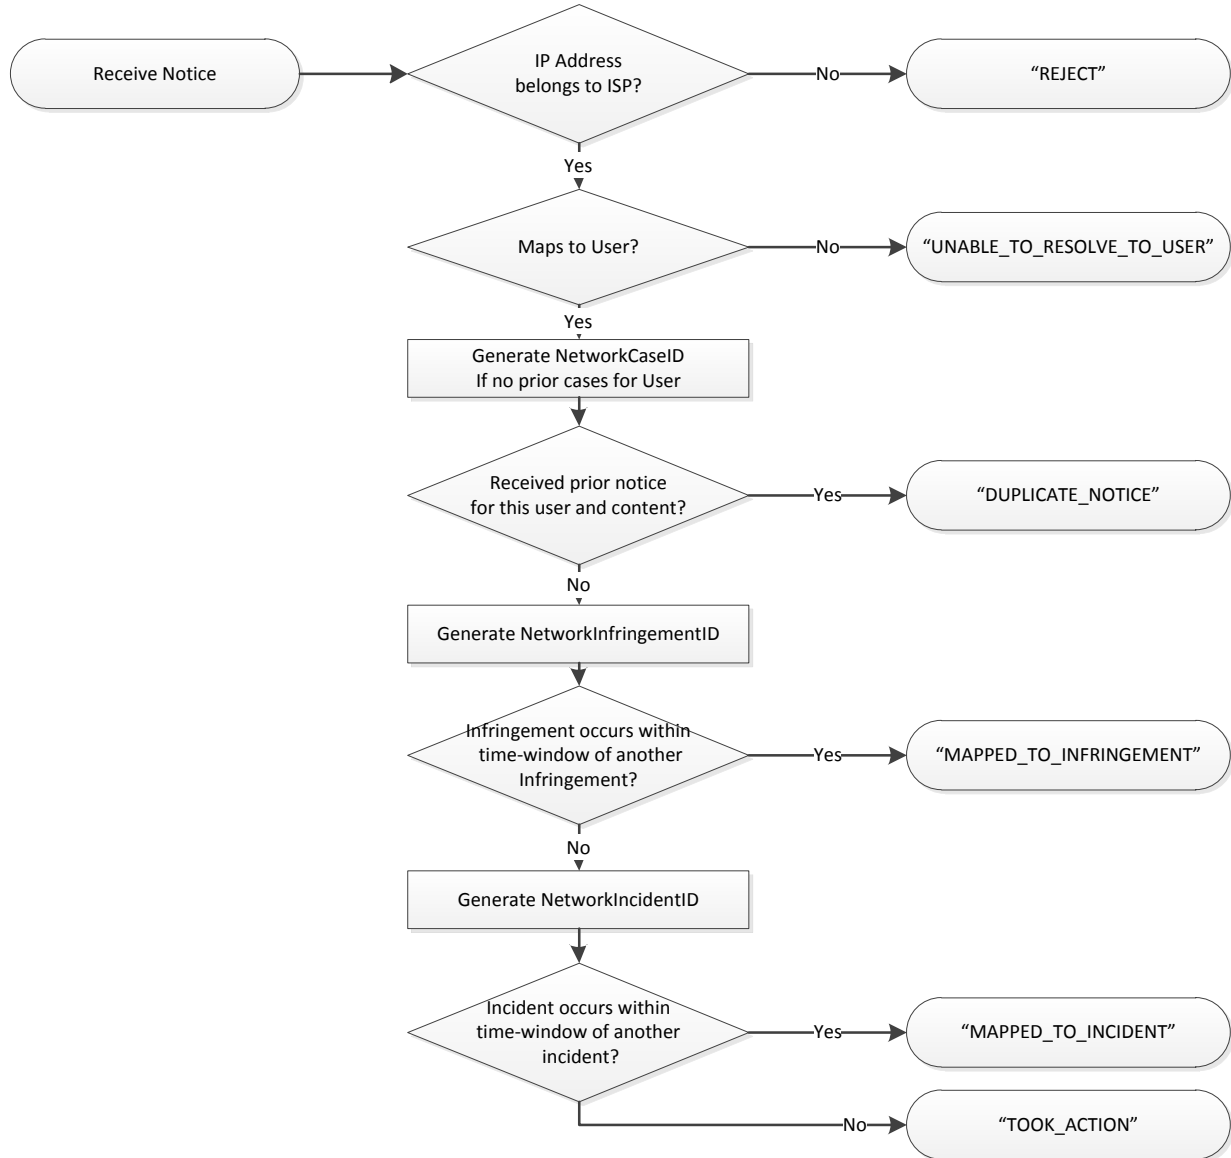 Receive Notice
IP Address
belongs to ISP?
No
“REJECT”
Yes
Maps to User?
No
“UNABLE_TO_RESOLVE_TO_USER”
Yes
Generate NetworkCaseID
If no prior cases for User
Received prior notice
for this user and content?
Yes
“DUPLICATE_NOTICE”
No
Generate NetworkInfringementID
Infringement occurs within
time-window of another
Infringement?
Yes
“MAPPED_TO_INFRINGEMENT”
No
Generate NetworkIncidentID
Incident occurs within
time-window of another
incident?
Yes
“MAPPED_TO_INCIDENT”
No
“TOOK_ACTION”